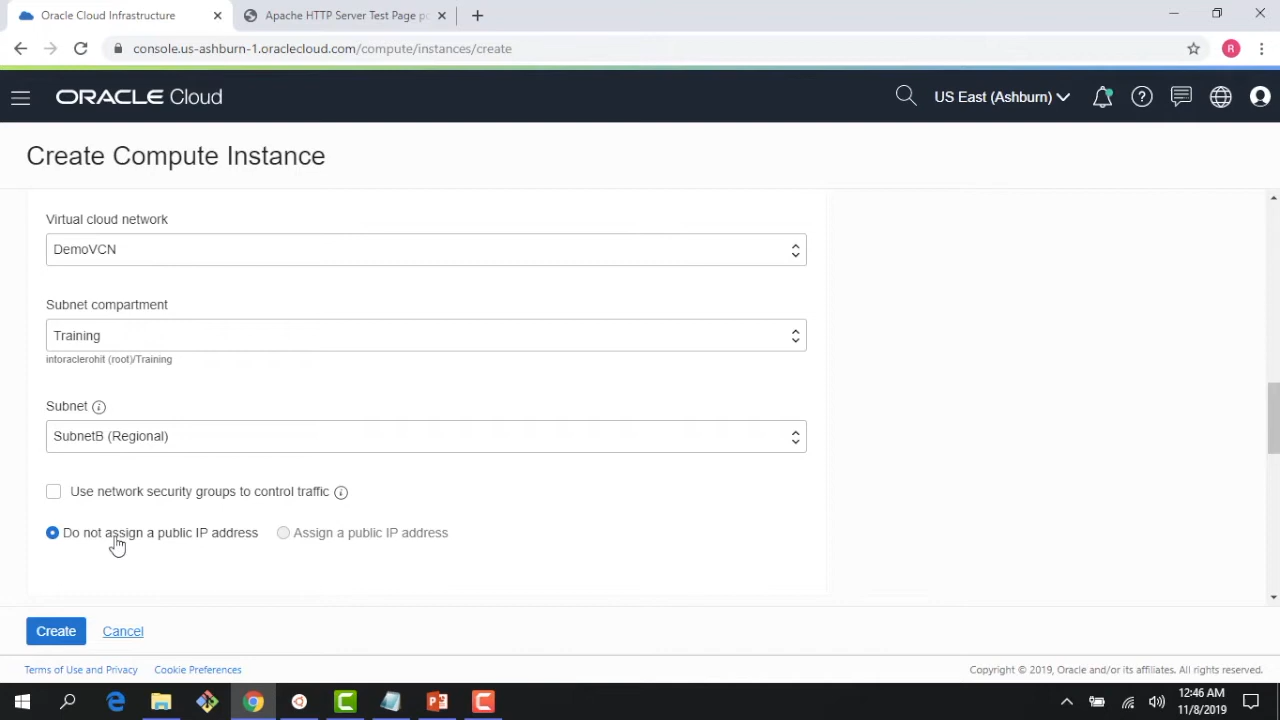 Oracle Cloud Infrastructure
Apache HTTP Server Test Page po
console.us-ashburn-1.oraclecloud.com/compute/instances/create
R
ORACLE Cloud
US East (Ashburn)
Create Compute Instance
Virtual cloud network
DemoVCN
Subnet compartment
Training
intoraclerohit (root)/Training
Subnet
SubnetB (Regional)
Use network security groups to control traffic
Do not assign a public IP address
Assign a public IP address
Create
Cancel
Terms of Use and Privacy
Cookie Preferences
Copyright © 2019, Oracle and/or its affiliates. All rights reserved.
12:46 AM
11/8/2019